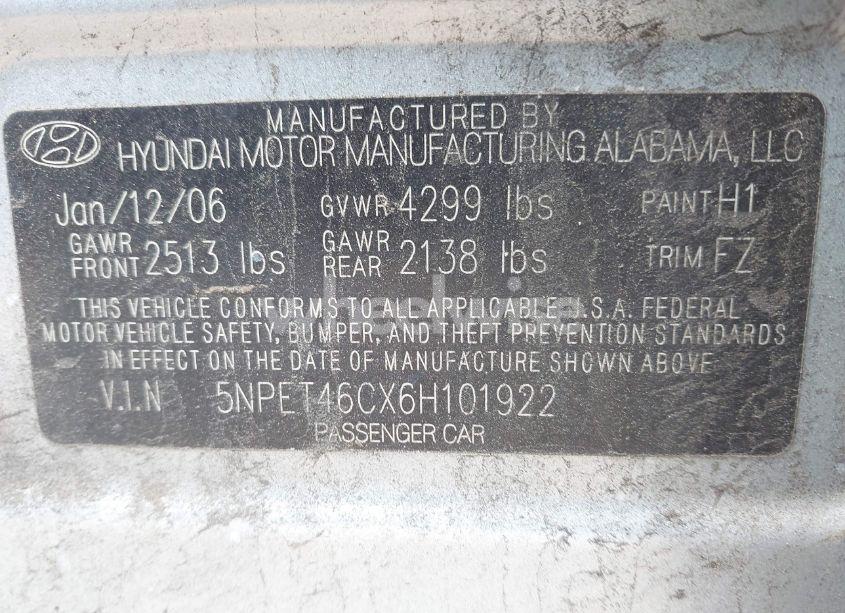 MANUFACTURED BY
HYUNDAI MOTOR MANUFACTURING ALABAMA, LLC
Jan/12/06 GVWR 4299 lbs PAINT H1
GAWR FRONT 2513 lbs GAWR REAR 2138 lbs TRIM FZ
THIS VEHICLE CONFORMS TO ALL APPLICABLE U.S.A. FEDERAL
MOTOR VEHICLE SAFETY, BUMPER, AND THEFT PREVENTION STANDARDS
IN EFFECT ON THE DATE OF MANUFACTURE SHOWN ABOVE
V.I.N 5NPET46CX6H101922
PASSENGER CAR